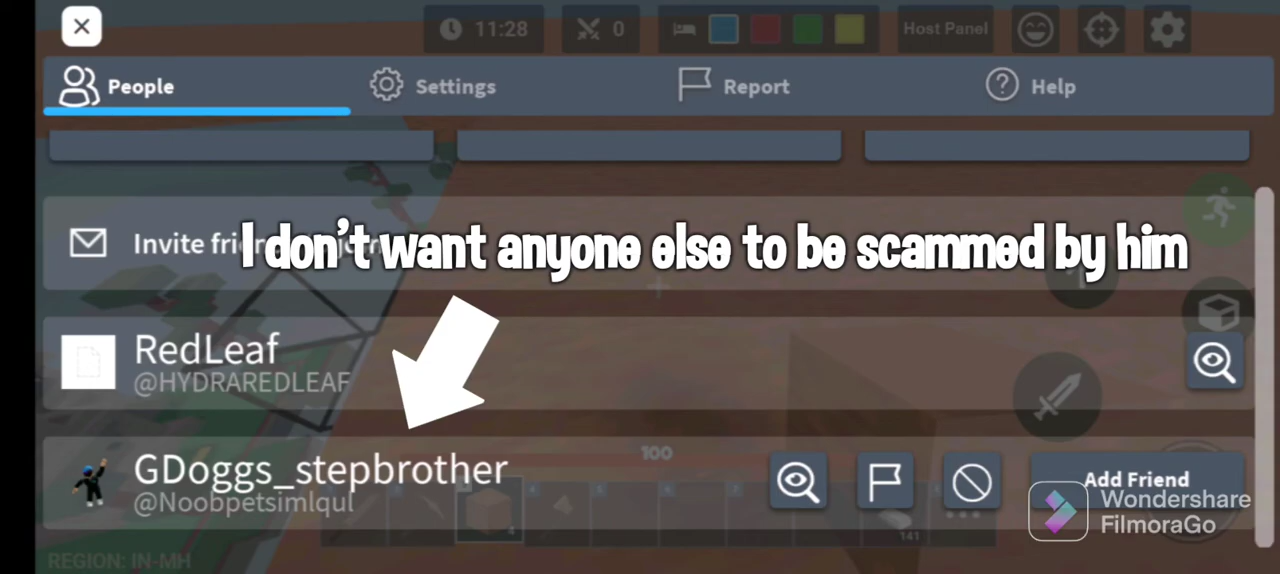 11:28
0
Host Panel
People
Settings
Report
Help
I don't want anyone else to be scammed by him
RedLeaf
@HYDRAREDLEAF
GDoggs_stepbrother
@Noobpetsimlqul
100
Add Friend
Wondershare
FilmoraGo
141
REGION: IN-MH